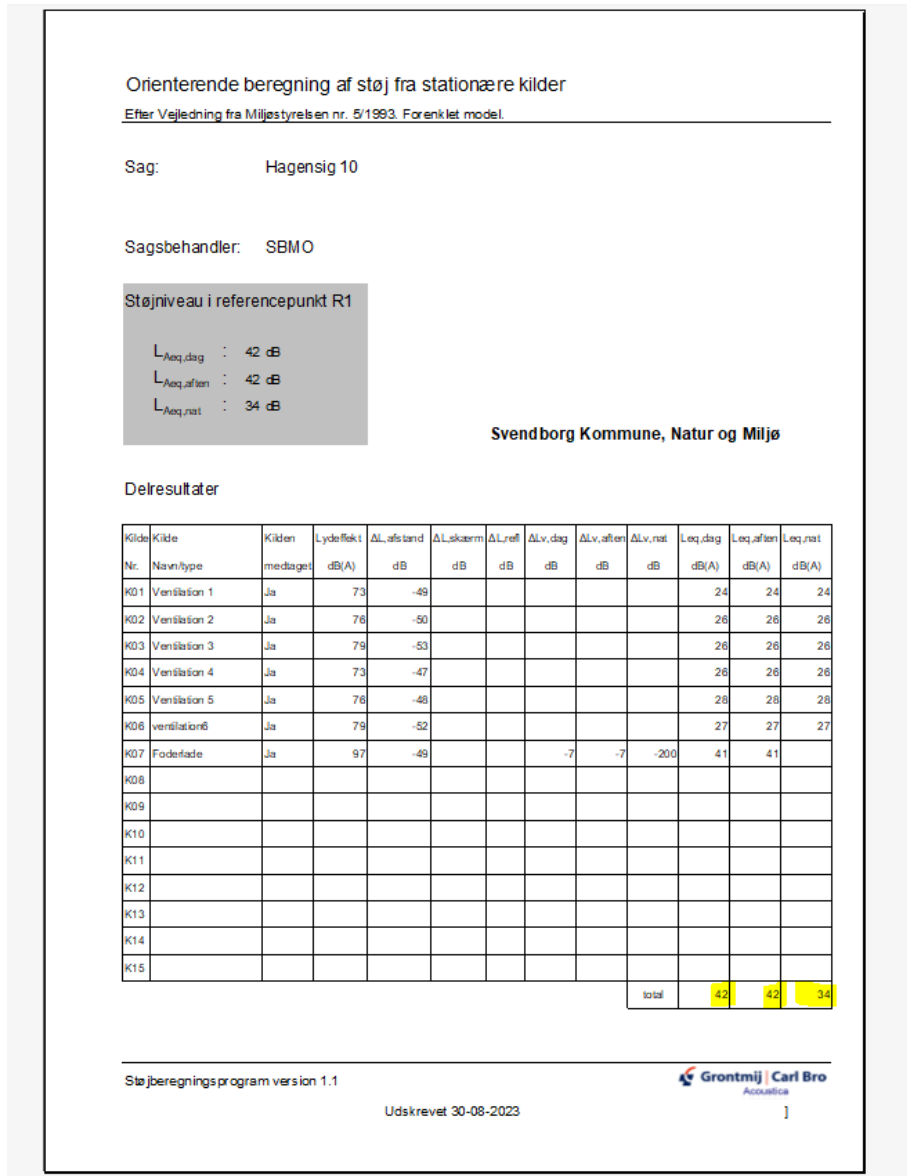 Orienterende beregning af støj fra stationære kilder
Efter Vejledning fra Miljøstyrelsen nr. 5/1993. Forenklet model.
Sag: Hagensig 10
Sagsbehandler: SBMO
Støjniveau i referencepunkt R1
LAeq,dag : 42 dB
LAeq,aften : 42 dB
LAeq,nat : 34 dB
Svendborg Kommune, Natur og Miljø
Delresultater
Kilde Kilde Kilden Lydeffekt ΔL,afstand ΔL,skærm ΔL,refl ΔLv,dag ΔLv,aften ΔLv,nat Leq,dag Leq,aften Leq,nat
Nr. Navn/type medtaget dB(A) dB dB dB dB dB dB dB(A) dB(A) dB(A)
K01 Ventilation 1 Ja 73 -49 24 24 24
K02 Ventilation 2 Ja 76 -50 26 26 26
K03 Ventilation 3 Ja 79 -53 26 26 26
K04 Ventilation 4 Ja 73 -47 26 26 26
K05 Ventilation 5 Ja 76 -48 28 28 28
K06 ventilation6 Ja 79 -52 27 27 27
K07 Foderlade Ja 97 -49 -7 -7 -200 41 41
K08
K09
K10
K11
K12
K13
K14
K15
total 42 42 34
Støjberegningsprogram version 1.1
Grontmij | Carl Bro
Acoustica
Udskrevet 30-08-2023 ]